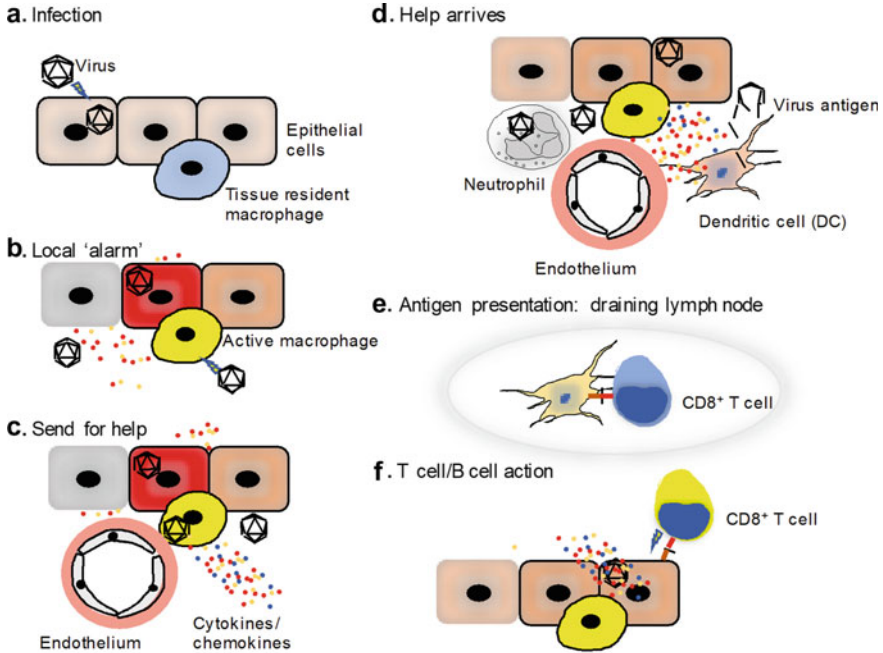 a. Infection
Virus
Epithelial
cells
Tissue resident
macrophage
b. Local 'alarm'
Active macrophage
c. Send for help
Endothelium
Cytokines/
chemokines
d. Help arrives
Virus antigen
Neutrophil
Dendritic cell (DC)
Endothelium
e. Antigen presentation: draining lymph node
CD8⁺ T cell
f. T cell/B cell action
CD8⁺ T cell